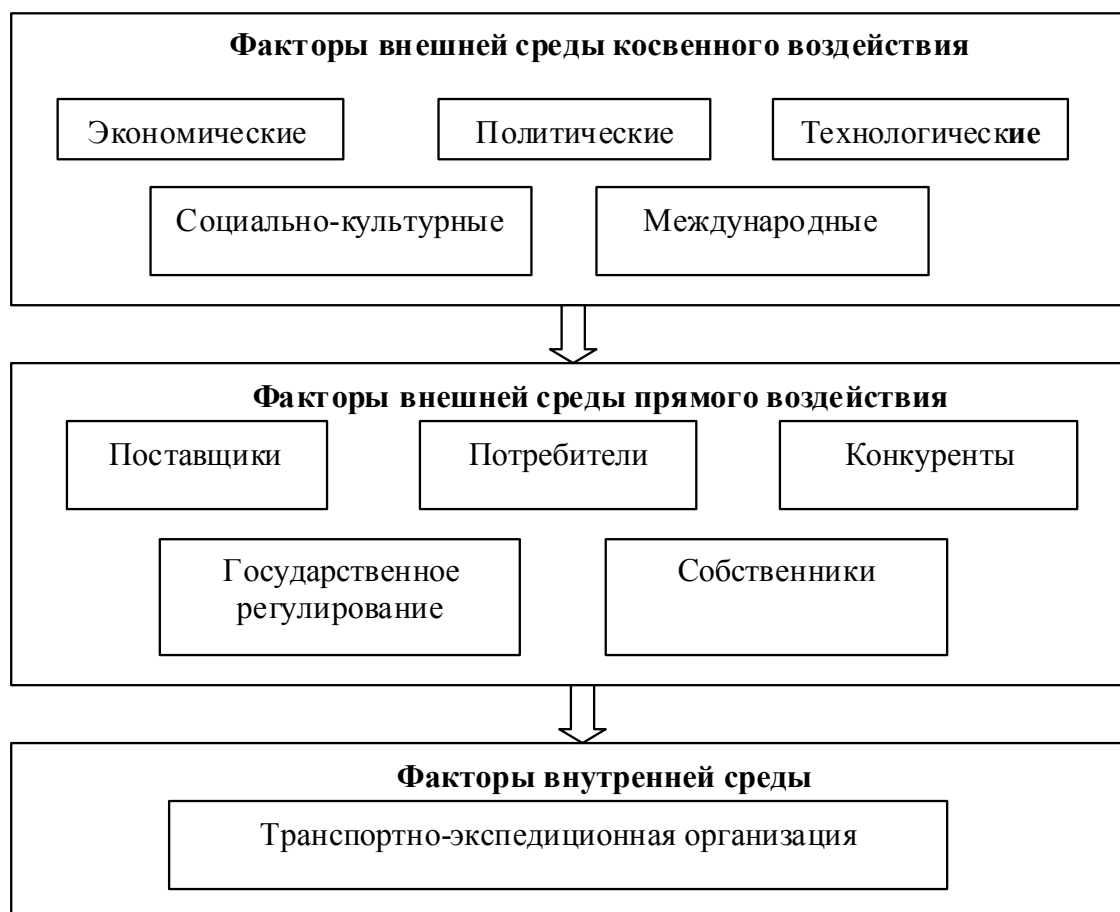 Факторы внешней среды косвенного воздействия
Экономические
Политические
Технологические
Социально-культурные
Международные
Факторы внешней среды прямого воздействия
Поставщики
Потребители
Конкуренты
Государственное
регулирование
Собственники
Факторы внутренней среды
Транспортно-экспедиционная организация